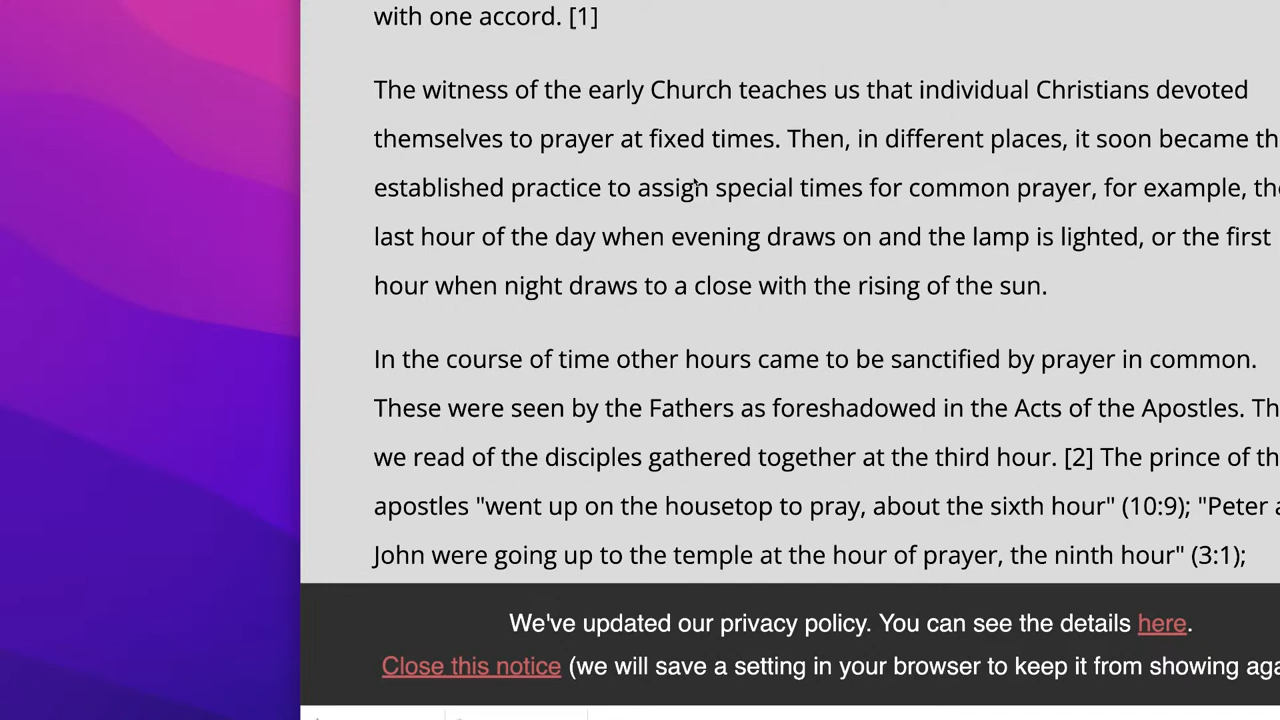 with one accord. [1]
The witness of the early Church teaches us that individual Christians devoted
themselves to prayer at fixed times. Then, in different places, it soon became th
established practice to assign special times for common prayer, for example, the
last hour of the day when evening draws on and the lamp is lighted, or the first
hour when night draws to a close with the rising of the sun.
In the course of time other hours came to be sanctified by prayer in common.
These were seen by the Fathers as foreshadowed in the Acts of the Apostles. Th
we read of the disciples gathered together at the third hour. [2] The prince of th
apostles "went up on the housetop to pray, about the sixth hour" (10:9); "Peter a
John were going up to the temple at the hour of prayer, the ninth hour" (3:1);
We've updated our privacy policy. You can see the details here.
Close this notice (we will save a setting in your browser to keep it from showing aga